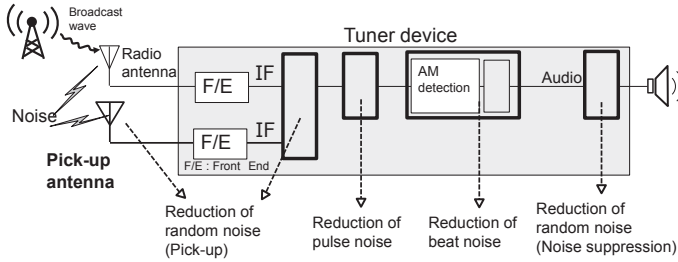 Broadcast
wave
Tuner device
Radio
antenna
F/E
IF
AM
detection
Audio
Noise
F/E
IF
F/E : Front End
Pick-up
antenna
Reduction of
random noise
(Pick-up)
Reduction of
pulse noise
Reduction of
beat noise
Reduction of
random noise
(Noise suppression)